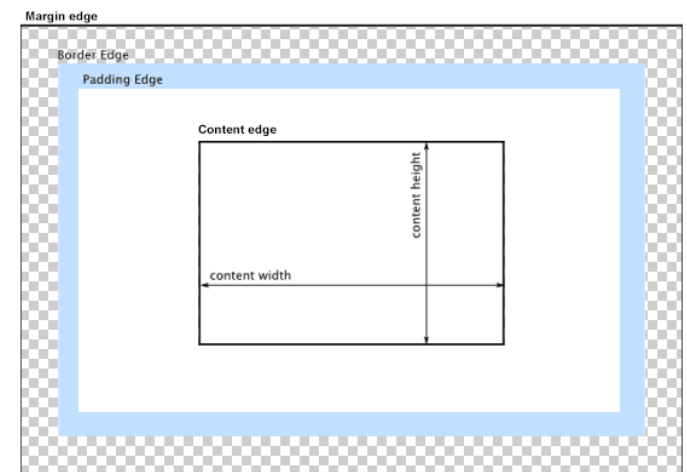 Margin edge
Border Edge
Padding Edge
Content edge
content height
content width